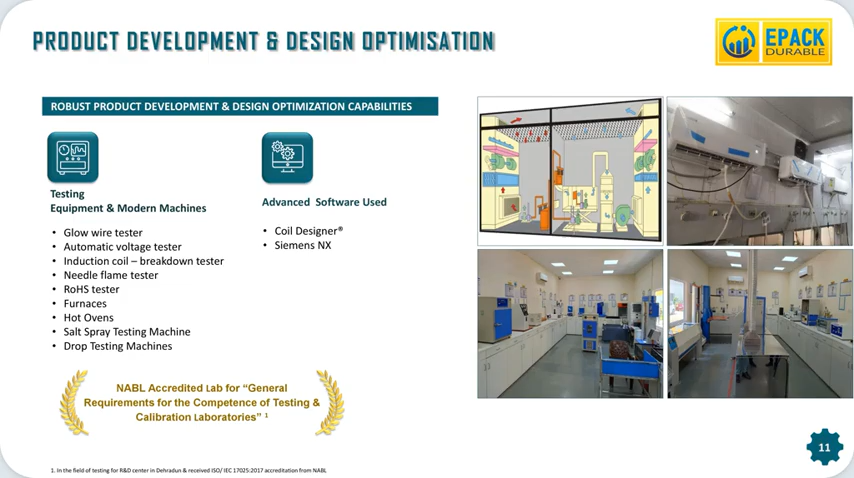 PRODUCT DEVELOPMENT & DESIGN OPTIMISATION
EPACK
DURABLE
ROBUST PRODUCT DEVELOPMENT & DESIGN OPTIMIZATION CAPABILITIES
Testing
Equipment & Modern Machines
• Glow wire tester
• Automatic voltage tester
• Induction coil – breakdown tester
• Needle flame tester
• RoHS tester
• Furnaces
• Hot Ovens
• Salt Spray Testing Machine
• Drop Testing Machines
Advanced Software Used
• Coil Designer®
• Siemens NX
NABL Accredited Lab for “General
Requirements for the Competence of Testing &
Calibration Laboratories” 1
11
1. In the field of testing for R&D center in Dehradun & received ISO/ IEC 17025:2017 accreditation from NABL